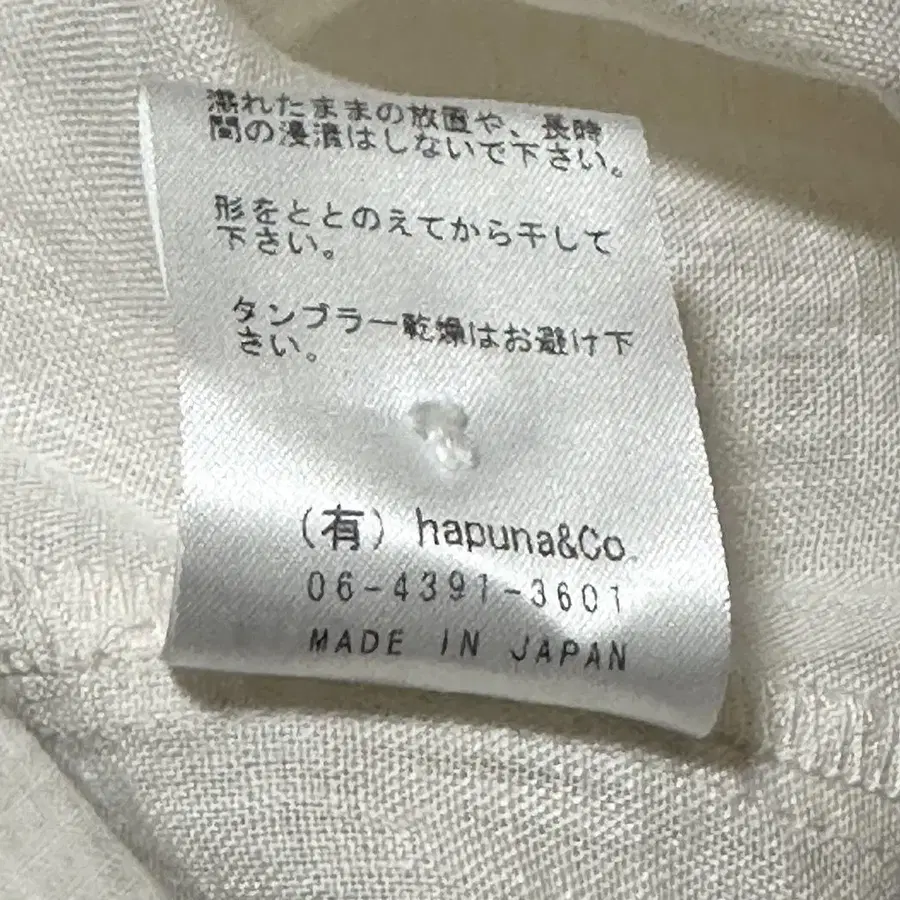 濡れたままの放置や、長時
間の浸漬はしないで下さい。
形をととのえてから干して
下さい。
タンブラー乾燥はお避け下
さい。
(有) hapuna&Co.
06-4391-3601
MADE IN JAPAN